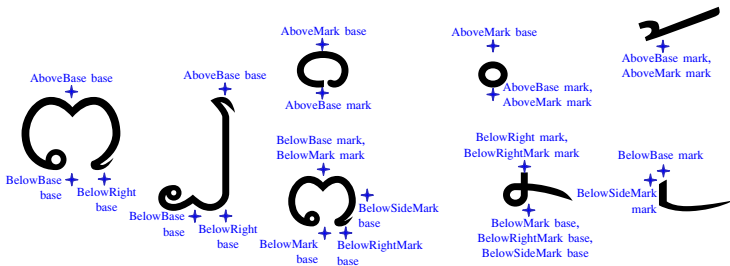 AboveBase base
BelowBase
base
BelowRight
base
AboveBase base
BelowBase
base
BelowRight
base
AboveMark base
AboveBase mark
BelowBase mark,
BelowMark mark
BelowSideMark
base
BelowMark
base
BelowRightMark
base
AboveMark base
AboveBase mark,
AboveMark mark
BelowRight mark,
BelowRightMark mark
BelowMark base,
BelowRightMark base,
BelowSideMark base
AboveBase mark,
AboveMark mark
BelowBase mark
BelowSideMark
mark